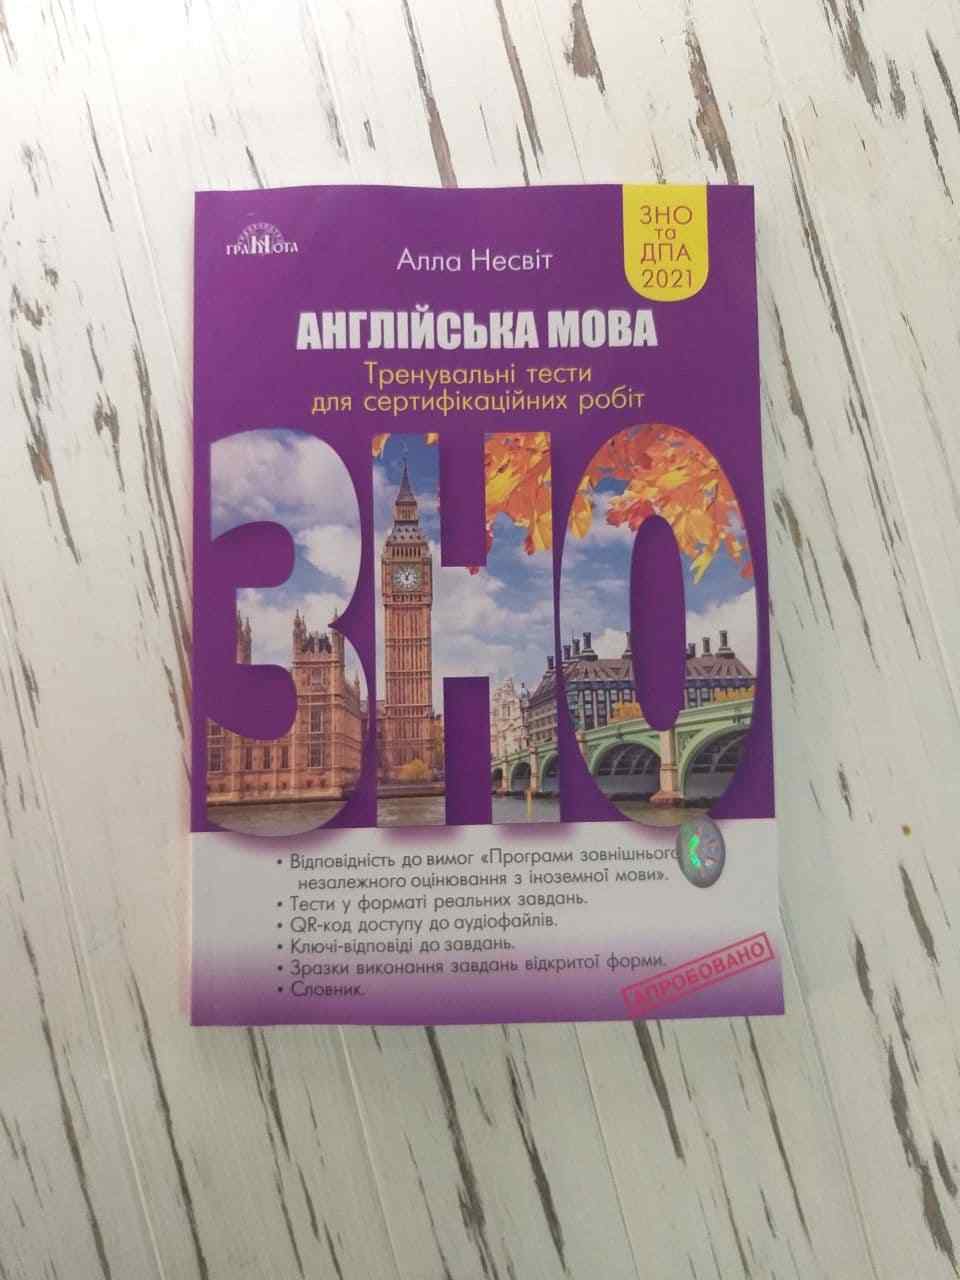 ГРАМОТА
Алла Несвіт
ЗНО
та
ДПА
2021
АНГЛІЙСЬКА МОВА
Тренувальні тести
для сертифікаційних робіт
ЗНО
• Відповідність до вимог «Програми зовнішнього
незалежного оцінювання з іноземної мови».
• Тести у форматі реальних завдань.
• QR-код доступу до аудіофайлів.
• Ключі-відповіді до завдань.
• Зразки виконання завдань відкритої форми.
• Словник.
АПРОБОВАНО